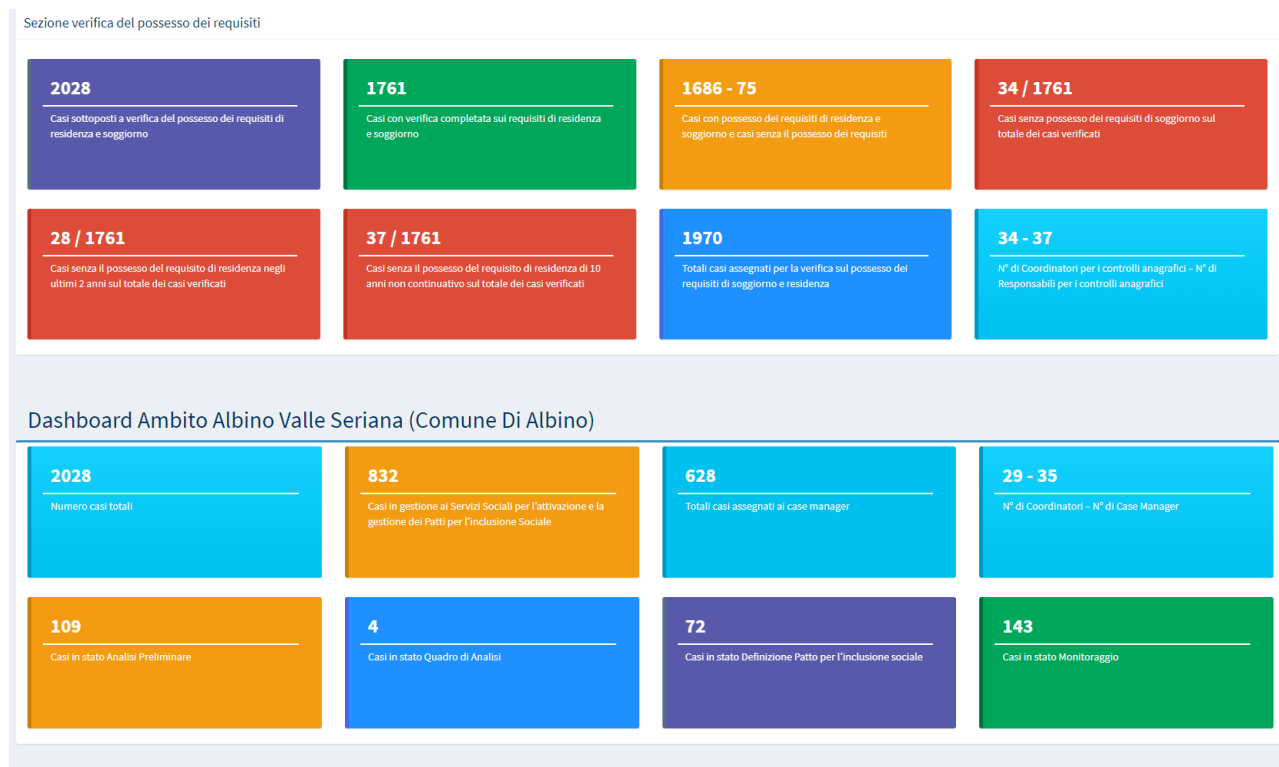 Sezione verifica del possesso dei requisiti
2028
Casi sottoposti a verifica del possesso dei requisiti di
residenza e soggiorno
1761
Casi con verifica completata sui requisiti di residenza
e soggiorno
1686 - 75
Casi con possesso dei requisiti di residenza e
soggiorno e casi senza il possesso dei requisiti
34 / 1761
Casi senza possesso dei requisiti di soggiorno sul
totale dei casi verificati
28 / 1761
Casi senza il possesso del requisito di residenza negli
ultimi 2 anni sul totale dei casi verificati
37 / 1761
Casi senza il possesso del requisito di residenza di 10
anni non continuativo sul totale dei casi verificati
1970
Totali casi assegnati per la verifica sul possesso dei
requisiti di soggiorno e residenza
34 - 37
N° di Coordinatori per i controlli anagrafici – N° di
Responsabili per i controlli anagrafici
Dashboard Ambito Albino Valle Seriana (Comune Di Albino)
2028
Numero casi totali
832
Casi in gestione ai Servizi Sociali per l'attivazione e la
gestione dei Patti per l'inclusione Sociale
628
Totali casi assegnati ai case manager
29 - 35
N° di Coordinatori – N° di Case Manager
109
Casi in stato Analisi Preliminare
4
Casi in stato Quadro di Analisi
72
Casi in stato Definizione Patto per l'inclusione sociale
143
Casi in stato Monitoraggio